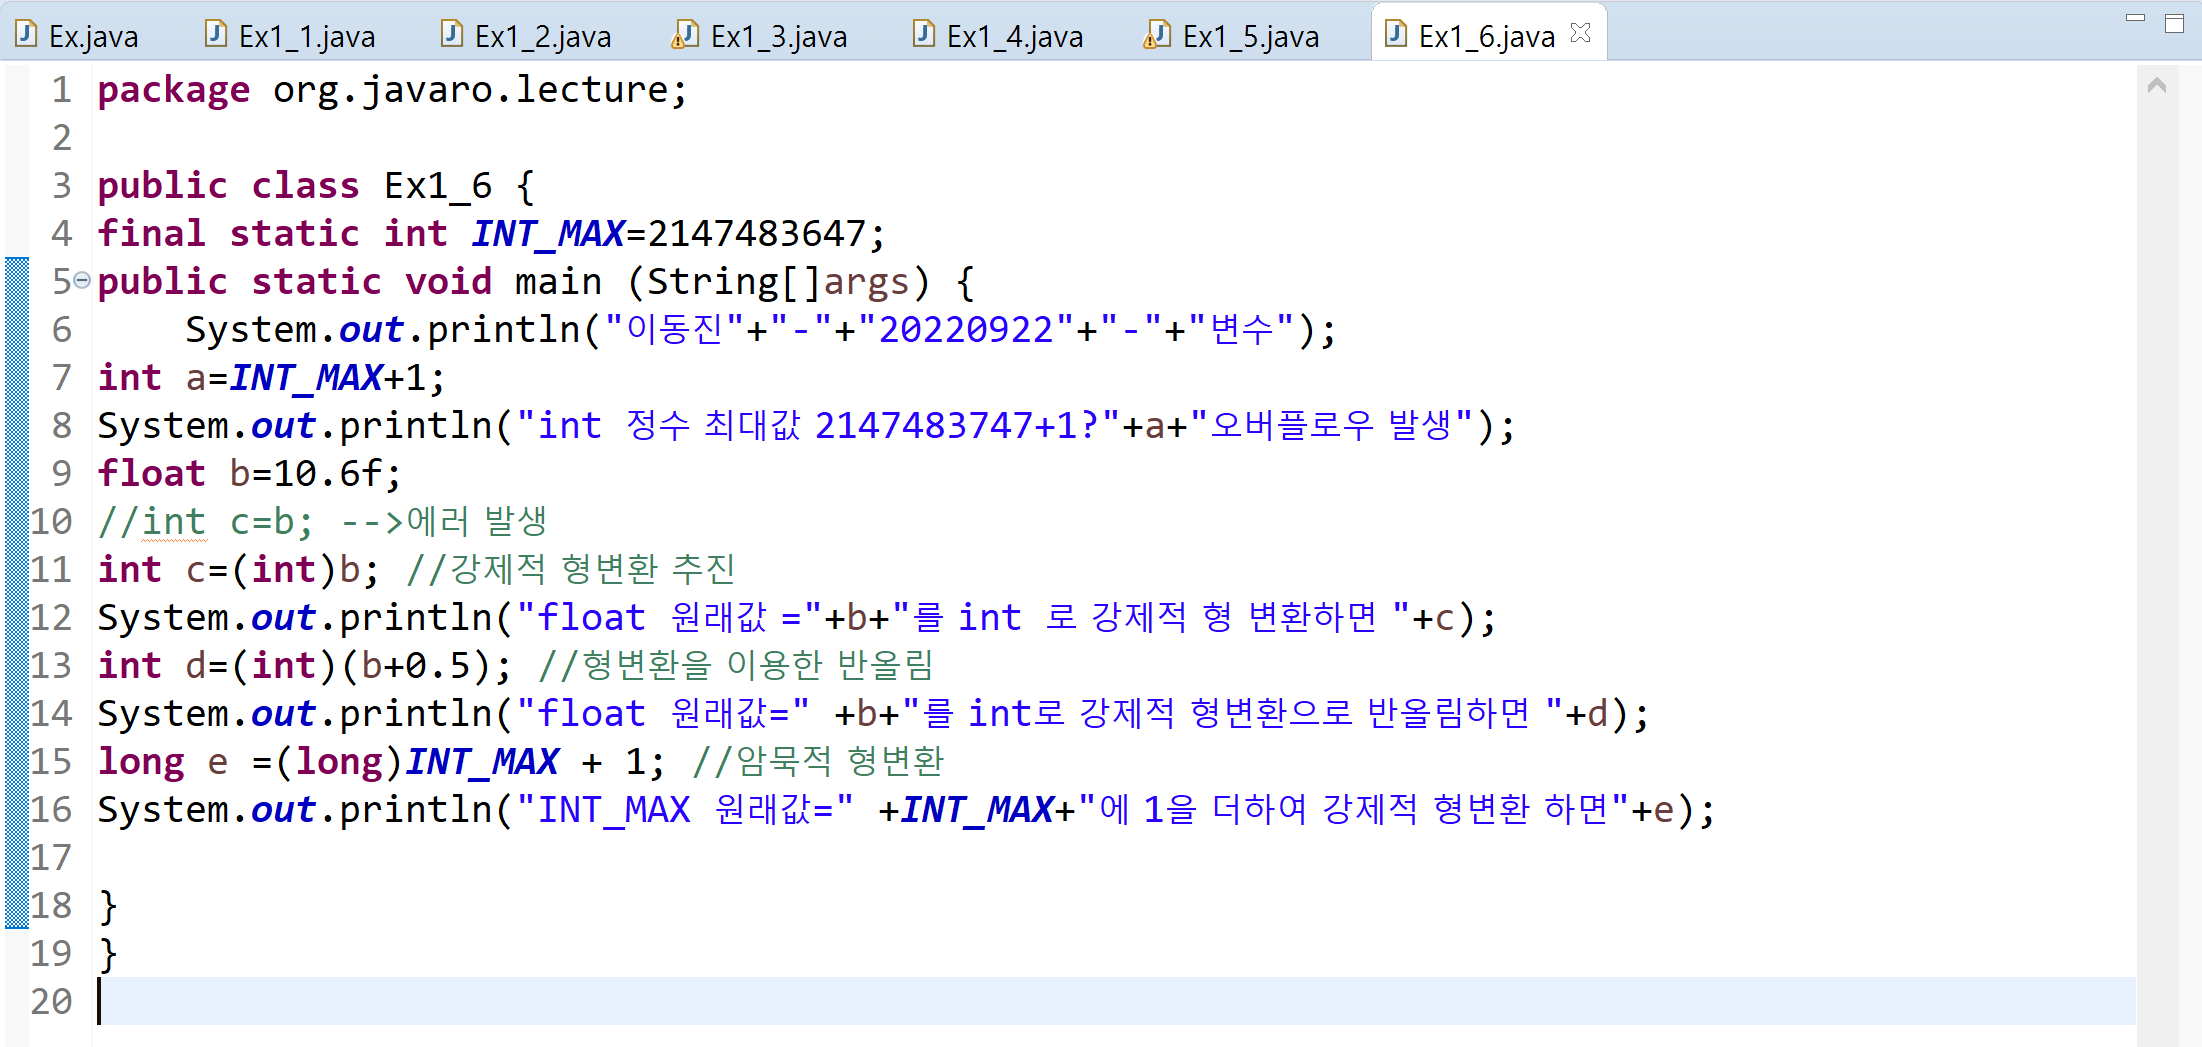 Ex.java Ex1_1.java Ex1_2.java Ex1_3.java Ex1_4.java Ex1_5.java Ex1_6.java
1 package org.javaro.lecture;
2
3 public class Ex1_6 {
4 final static int INT_MAX=2147483647;
5 public static void main (String[]args) {
6     System.out.println("이동진"+"-"+"20220922"+"-"+"변수");
7 int a=INT_MAX+1;
8 System.out.println("int 정수 최대값 2147483747+1?"+a+"오버플로우 발생");
9 float b=10.6f;
10 //int c=b; -->에러 발생
11 int c=(int)b; //강제적 형변환 추진
12 System.out.println("float 원래값 ="+b+"를 int 로 강제적 형 변환하면 "+c);
13 int d=(int)(b+0.5); //형변환을 이용한 반올림
14 System.out.println("float 원래값=" +b+"를 int로 강제적 형변환으로 반올림하면 "+d);
15 long e =(long)INT_MAX + 1; //암묵적 형변환
16 System.out.println("INT_MAX 원래값=" +INT_MAX+"에 1을 더하여 강제적 형변환 하면"+e);
17
18 }
19 }
20